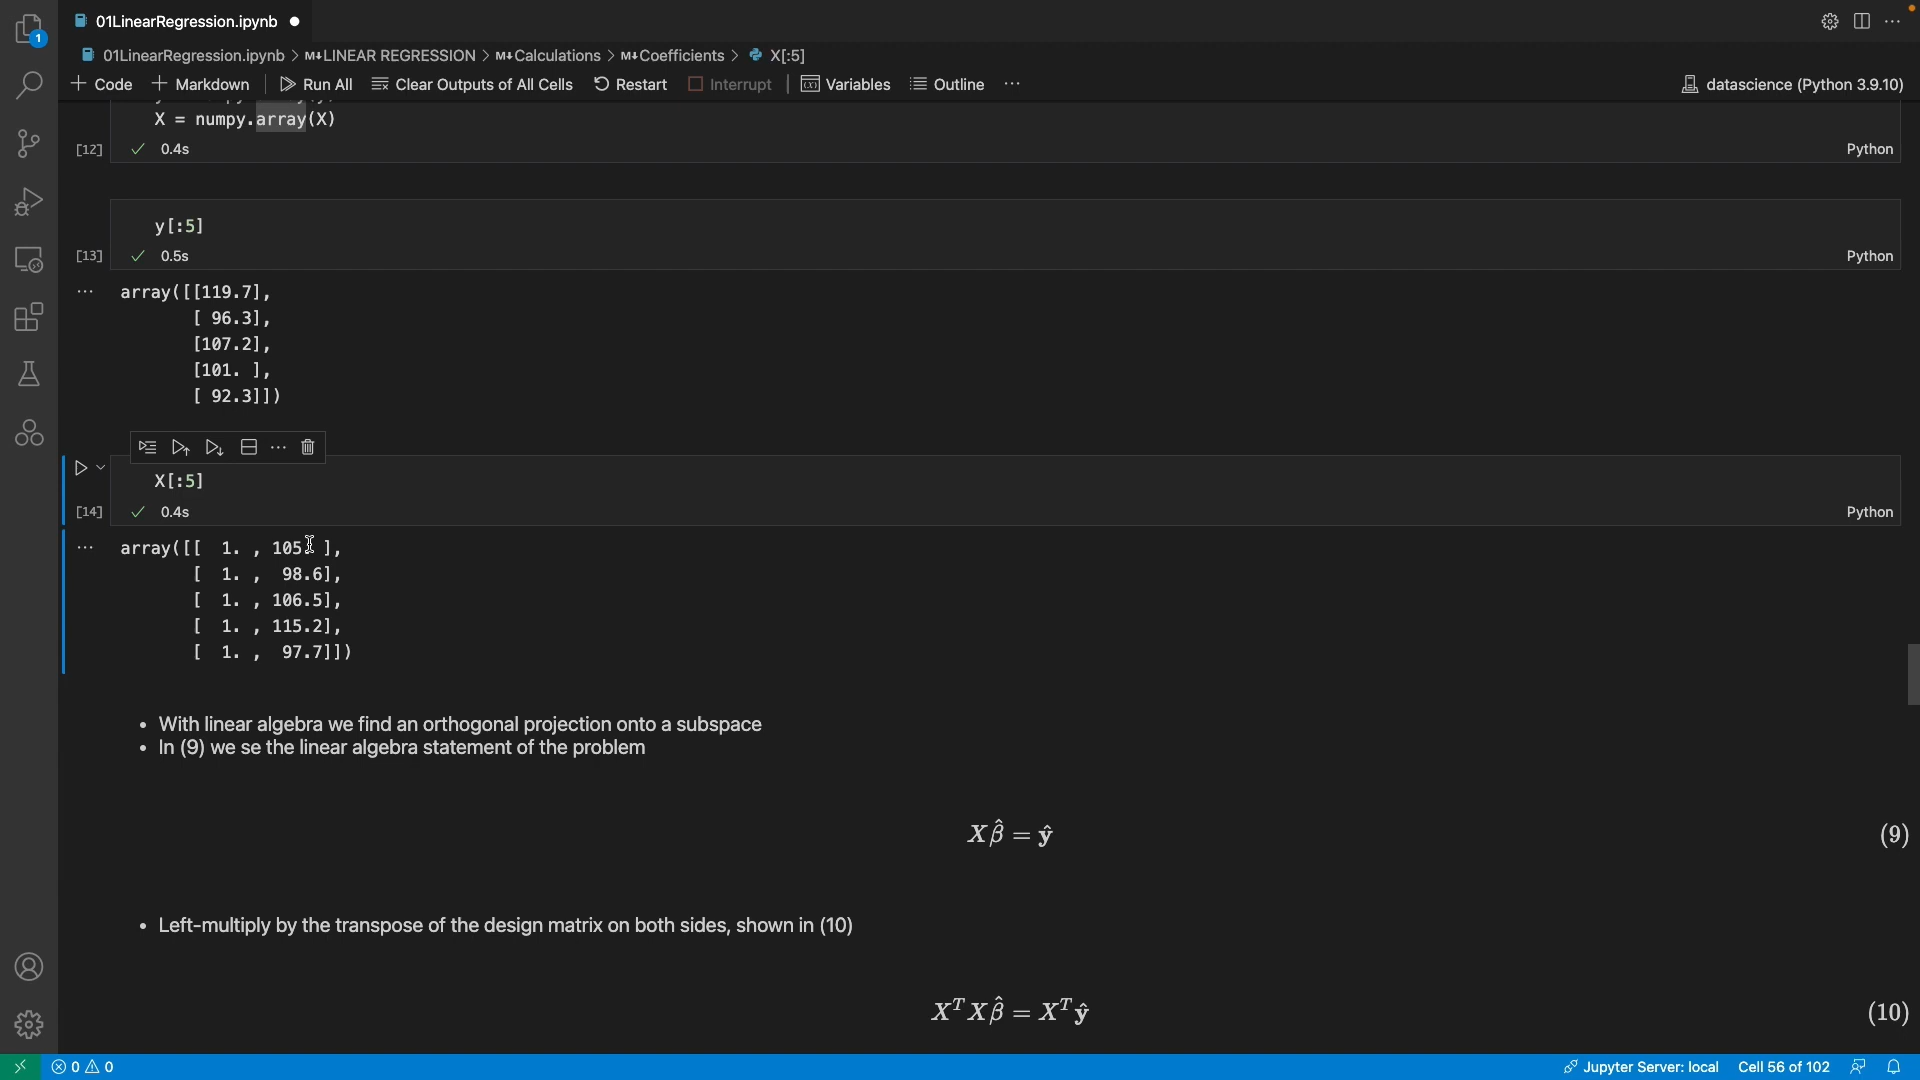 01LinearRegression.ipynb
1
01LinearRegression.ipynb > M↓LINEAR REGRESSION > M↓Calculations > M↓Coefficients > X[:5]
+ Code + Markdown Run All Clear Outputs of All Cells Restart Interrupt Variables Outline ··· datascience (Python 3.9.10)
X = numpy.array(X)
[12] ✓ 0.4s Python
y[:5]
[13] ✓ 0.5s Python
··· array([[119.7],
[ 96.3],
[107.2],
[101. ],
[ 92.3]])
X[:5]
[14] ✓ 0.4s Python
··· array([[ 1. , 105. ],
[ 1. , 98.6],
[ 1. , 106.5],
[ 1. , 115.2],
[ 1. , 97.7]])
• With linear algebra we find an orthogonal projection onto a subspace
• In (9) we se the linear algebra statement of the problem
Xβ̂ = ŷ (9)
• Left-multiply by the transpose of the design matrix on both sides, shown in (10)
XᵀXβ̂ = Xᵀŷ (10)
0 0 Jupyter Server: local Cell 56 of 102